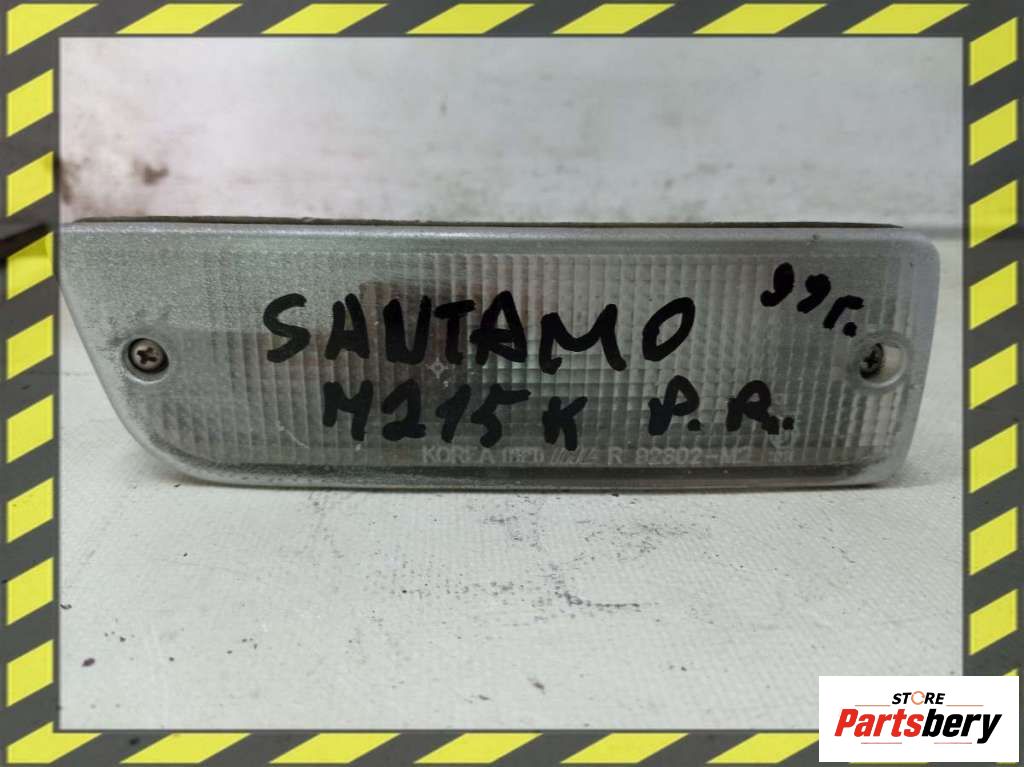 SANTAMO 99г.
M215K P.R.
KOREA R 92802-M2
STORE
Partsbery